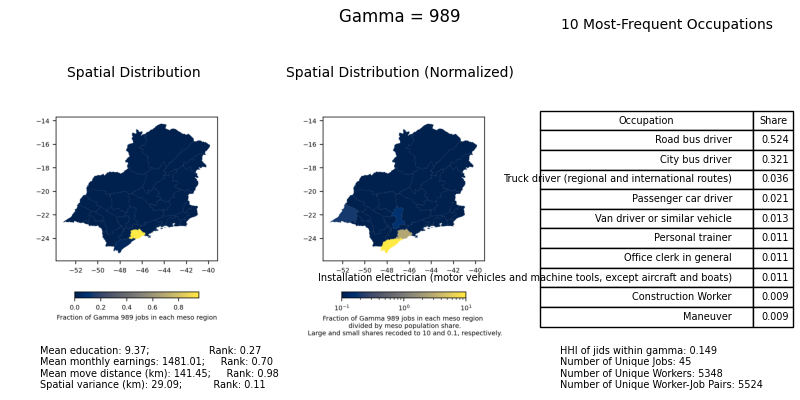 Gamma = 989
10 Most-Frequent Occupations
Spatial Distribution
Spatial Distribution (Normalized)
−14
−16
−18
−20
−22
−24
−52 −50 −48 −46 −44 −42 −40
0.0 0.2 0.4 0.6 0.8
Fraction of Gamma 989 jobs in each meso region
−14
−16
−18
−20
−22
−24
−52 −50 −48 −46 −44 −42 −40
10⁻¹ 10⁰ 10¹
Fraction of Gamma 989 jobs in each meso region
divided by meso population share.
Large and small shares recoded to 10 and 0.1, respectively.
Occupation Share
Road bus driver 0.524
City bus driver 0.321
Truck driver (regional and international routes) 0.036
Passenger car driver 0.021
Van driver or similar vehicle 0.013
Personal trainer 0.011
Office clerk in general 0.011
Installation electrician (motor vehicles and machine tools, except aircraft and boats) 0.011
Construction Worker 0.009
Maneuver 0.009
Mean education: 9.37; Rank: 0.27
Mean monthly earnings: 1481.01; Rank: 0.70
Mean move distance (km): 141.45; Rank: 0.98
Spatial variance (km): 29.09; Rank: 0.11
HHI of jids within gamma: 0.149
Number of Unique Jobs: 45
Number of Unique Workers: 5348
Number of Unique Worker-Job Pairs: 5524